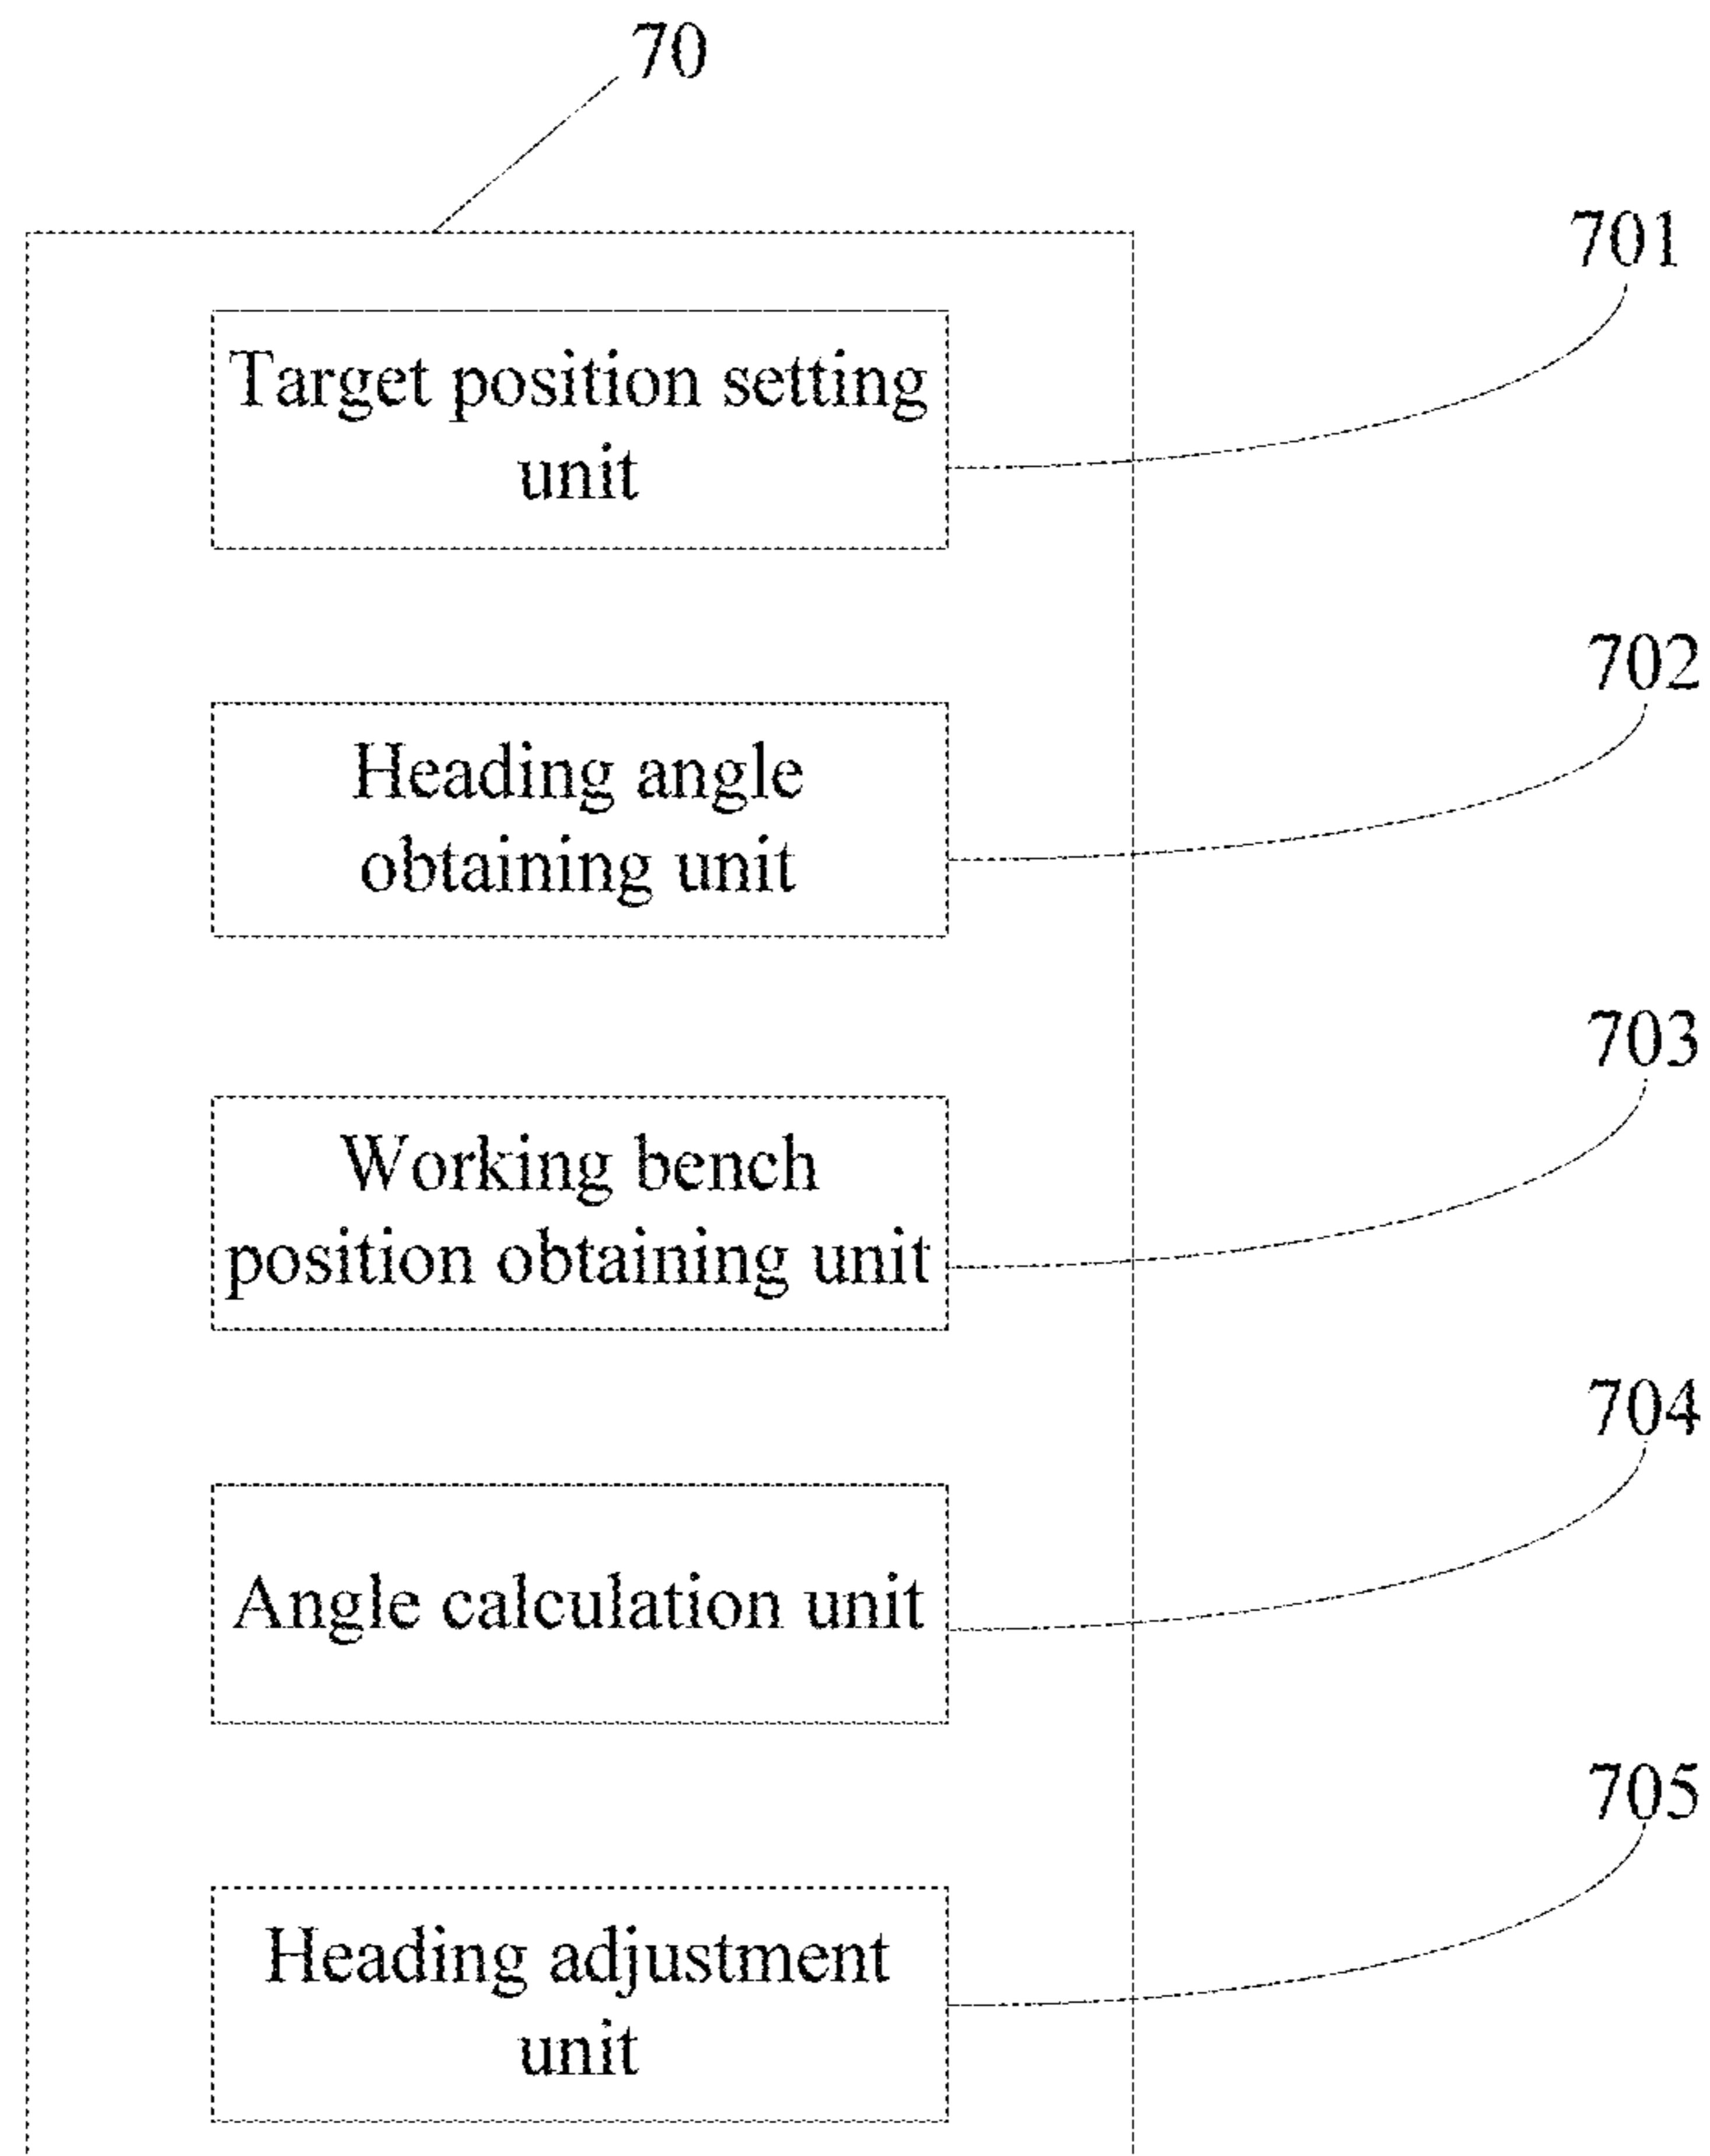 70
701
Target position setting
unit
702
Heading angle
obtaining unit
703
Working bench
position obtaining unit
704
Angle calculation unit
705
Heading adjustment
unit